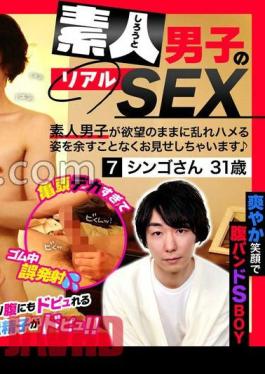 しろうと
素人男子の
リアル SEX
素人男子が欲望のままに乱れハメる
姿を余すことなくお見せしちゃいます♪
7 シンゴさん 31歳
爽やか笑顔で
腹パンドSBOY
亀頭デカすぎて
ゴム中
誤発射
腹にもドピュれる
精子がドピュ!!